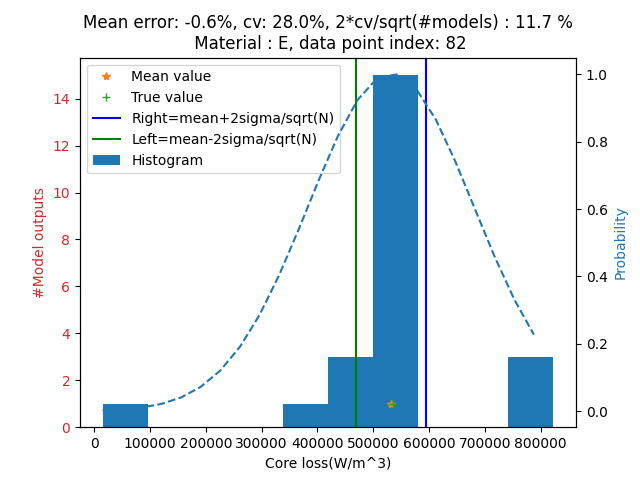 Mean error: -0.6%, cv: 28.0%, 2*cv/sqrt(#models) : 11.7 %
Material : E, data point index: 82
Mean value
True value
Right=mean+2sigma/sqrt(N)
Left=mean-2sigma/sqrt(N)
Histogram
#Model outputs
14
12
10
8
6
4
2
0
0 100000 200000 300000 400000 500000 600000 700000 800000
Core loss(W/m^3)
1.0
0.8
0.6
0.4
0.2
0.0
Probability